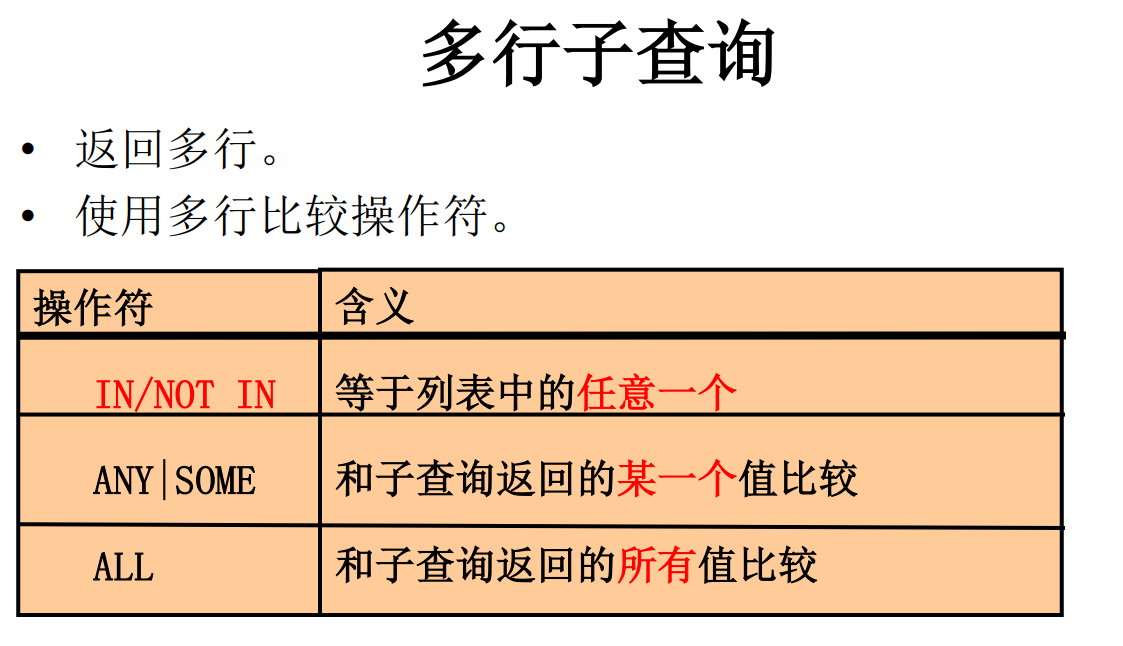 多行子查询
• 返回多行。
• 使用多行比较操作符。
操作符 含义
IN/NOT IN 等于列表中的任意一个
ANY|SOME 和子查询返回的某一个值比较
ALL 和子查询返回的所有值比较